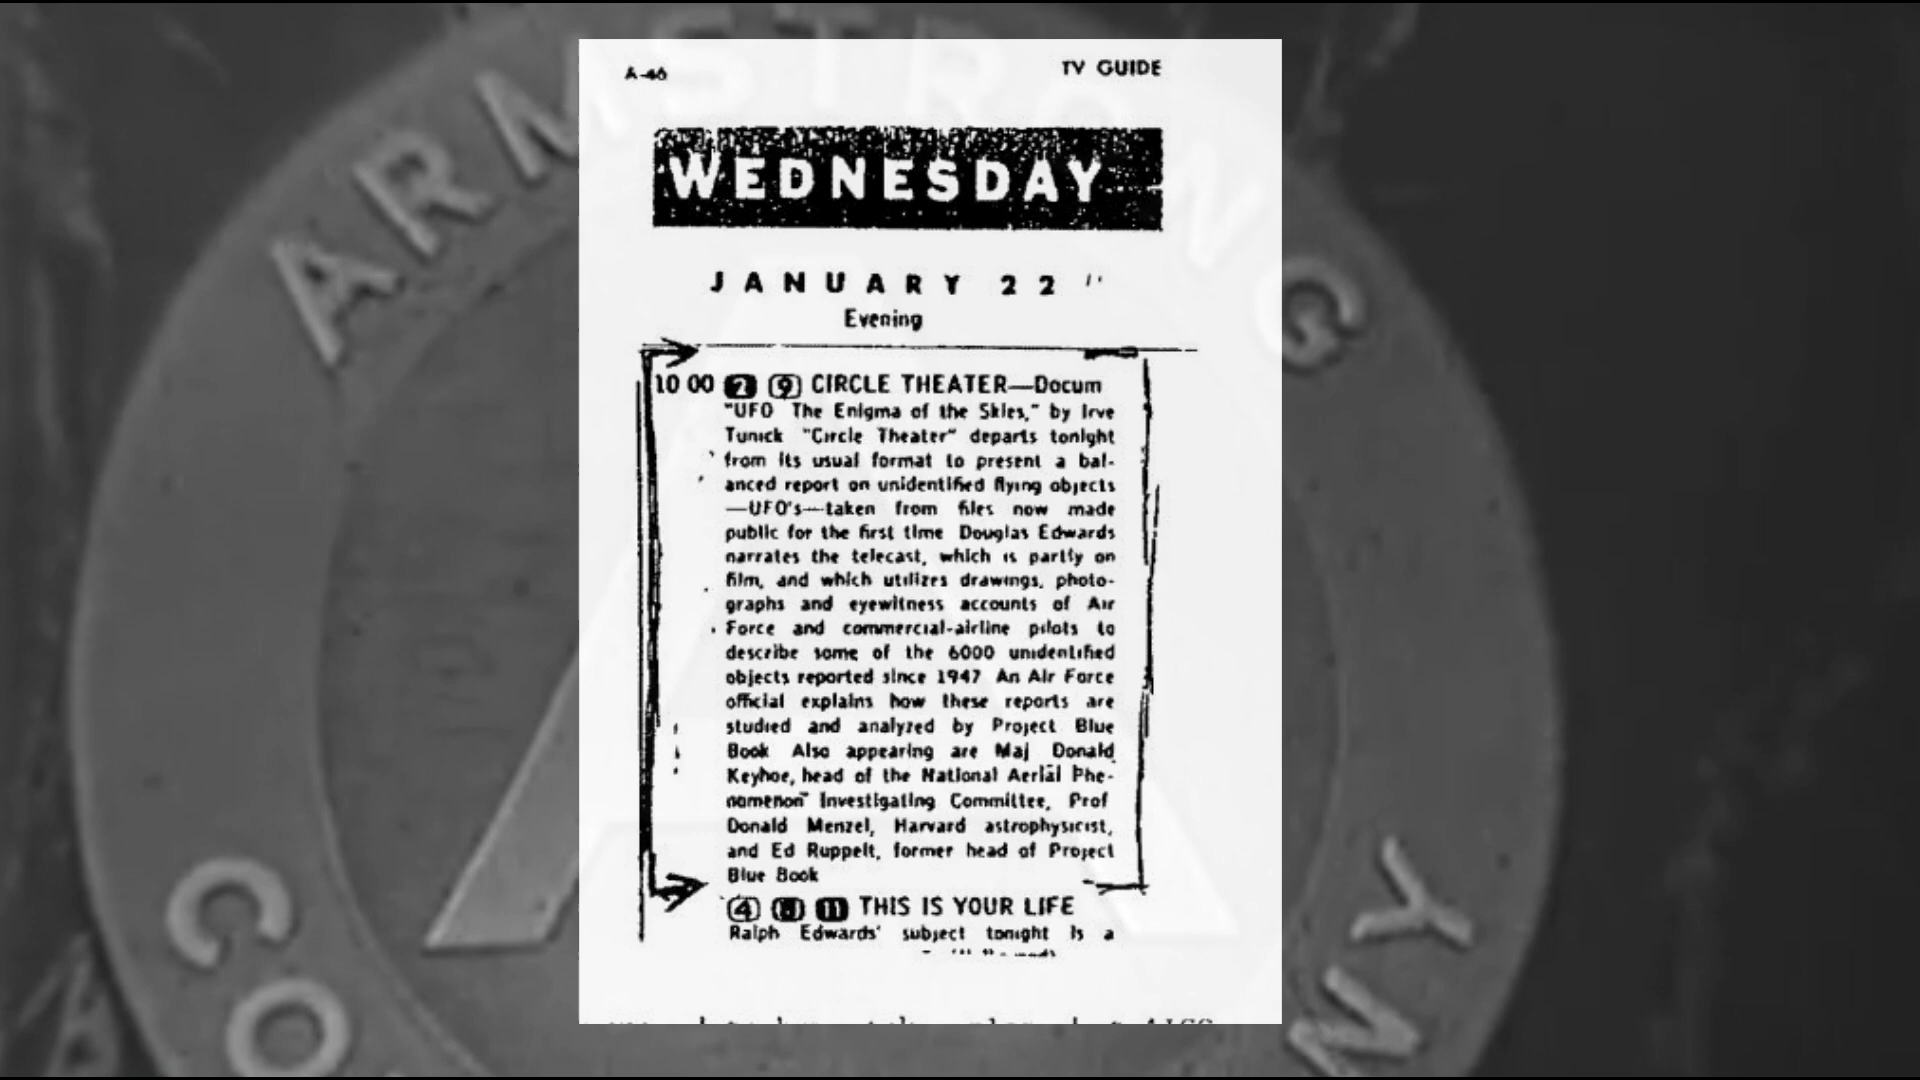 ARMSTRONG
A-46
TV GUIDE
WEDNESDAY
JANUARY 22
Evening
10 00 2 9 CIRCLE THEATER—Docum
"UFO The Enigma of the Skies," by Irve
Tunick "Circle Theater" departs tonight
from its usual format to present a bal-
anced report on unidentified flying objects
—UFO's—taken from files now made
public for the first time Douglas Edwards
narrates the telecast, which is partly on
film, and which utilizes drawings, photo-
graphs and eyewitness accounts of Air
Force and commercial-airline pilots to
describe some of the 6000 unidentified
objects reported since 1947 An Air Force
official explains how these reports are
studied and analyzed by Project Blue
Book Also appearing are Maj Donald
Keyhoe, head of the National Aerial Phe-
nomenon Investigating Committee, Prof
Donald Menzel, Harvard astrophysicist,
and Ed Ruppelt, former head of Project
Blue Book
4 8 11 THIS IS YOUR LIFE
Ralph Edwards' subject tonight is a
CO
NY